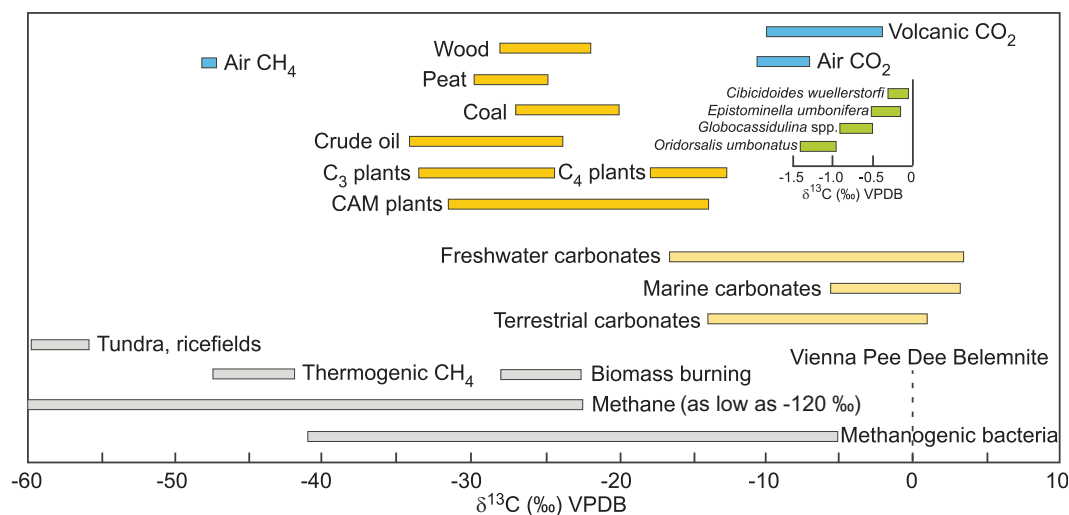 Volcanic CO₂
Wood
Air CH₄
Air CO₂
Peat
Cibicidoides wuellerstorfi
Coal
Epistominella umbonifera
Globocassidulina spp.
Crude oil
Oridorsalis umbonatus
C₃ plants
C₄ plants
-1.5 -1.0 -0.5 0
δ¹³C (‰) VPDB
CAM plants
Freshwater carbonates
Marine carbonates
Terrestrial carbonates
Tundra, ricefields
Vienna Pee Dee Belemnite
Thermogenic CH₄
Biomass burning
Methane (as low as -120 ‰)
Methanogenic bacteria
-60 -50 -40 -30 -20 -10 0 10
δ¹³C (‰) VPDB